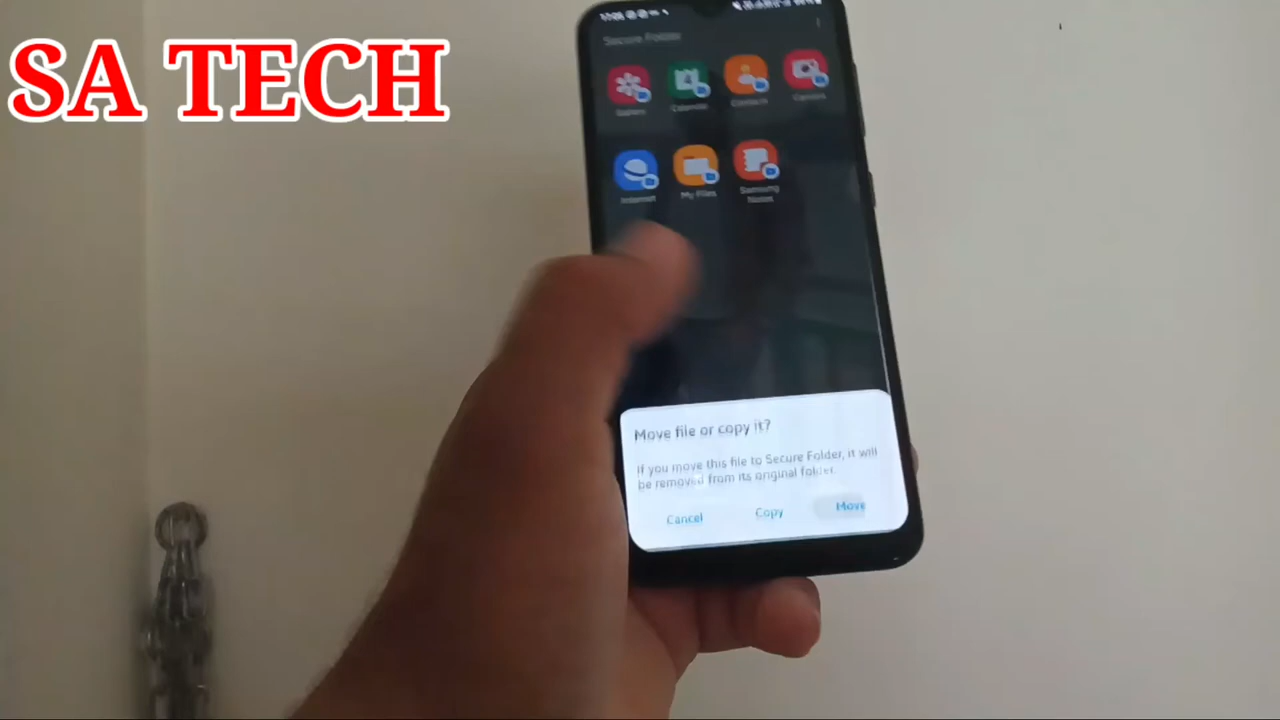 SA TECH
Secure Folder
Gallery
Calendar
Contacts
Camera
Internet
My Files
Samsung
Notes
Move file or copy it?
If you move this file to Secure Folder, it will
be removed from its original folder.
Cancel
Copy
Move